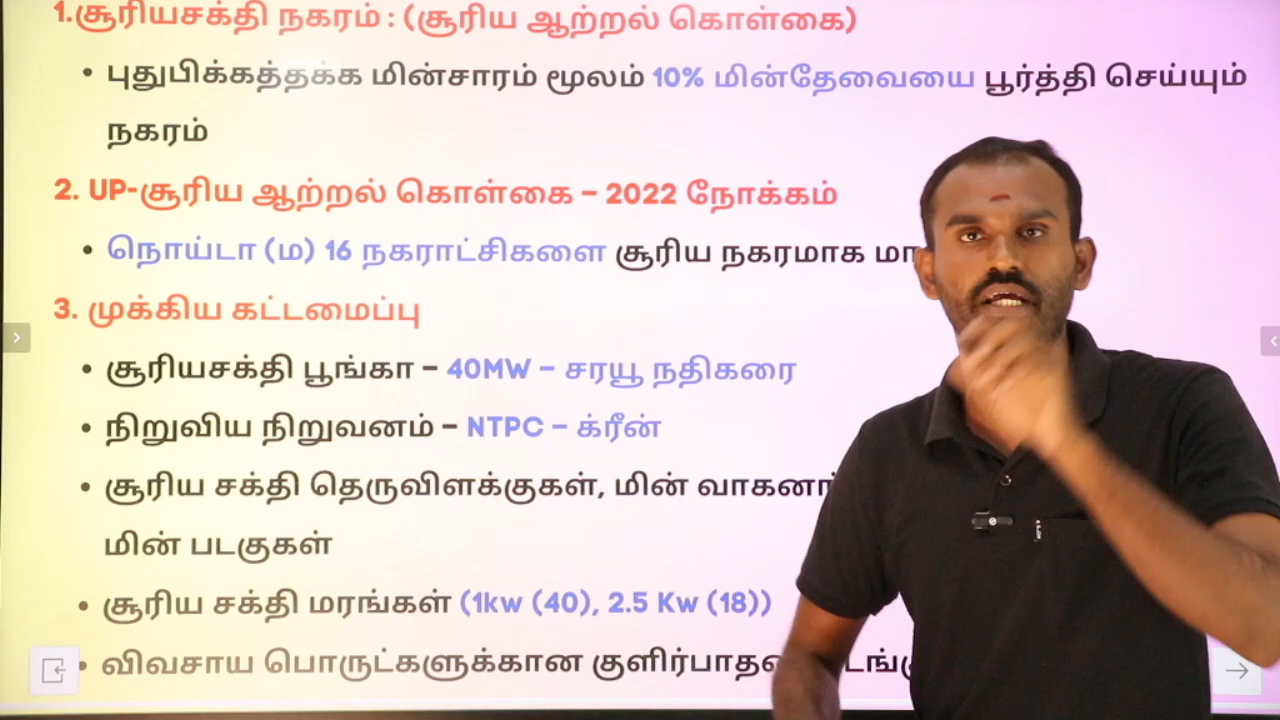 1.சூரியசக்தி நகரம் : (சூரிய ஆற்றல் கொள்கை)
• புதுபிக்கத்தக்க மின்சாரம் மூலம் 10% மின்தேவையை பூர்த்தி செய்யும்
நகரம்
2. UP-சூரிய ஆற்றல் கொள்கை – 2022 நோக்கம்
• நொய்டா (ம) 16 நகராட்சிகளை சூரிய நகரமாக
3. முக்கிய கட்டமைப்பு
• சூரியசக்தி பூங்கா – 40MW – சரயூ நதிகரை
• நிறுவிய நிறுவனம் – NTPC – க்ரீன்
• சூரிய சக்தி தெருவிளக்குகள், மின்
மின் படகுகள்
• சூரிய சக்தி மரங்கள் (1kw (40), 2.5 Kw (18))
• விவசாய பொருட்களுக்கான